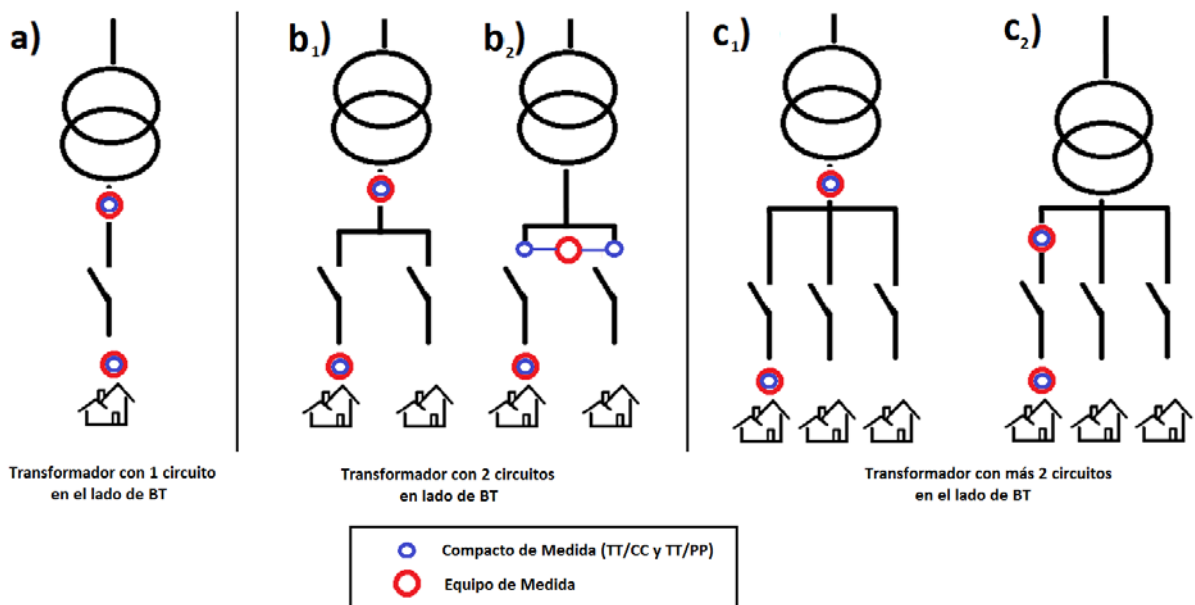 a)
b1)
b2)
c1)
c2)
Transformador con 1 circuito
en el lado de BT
Transformador con 2 circuitos
en lado de BT
Transformador con más 2 circuitos
en el lado de BT
Compacto de Medida (TT/CC y TT/PP)
Equipo de Medida